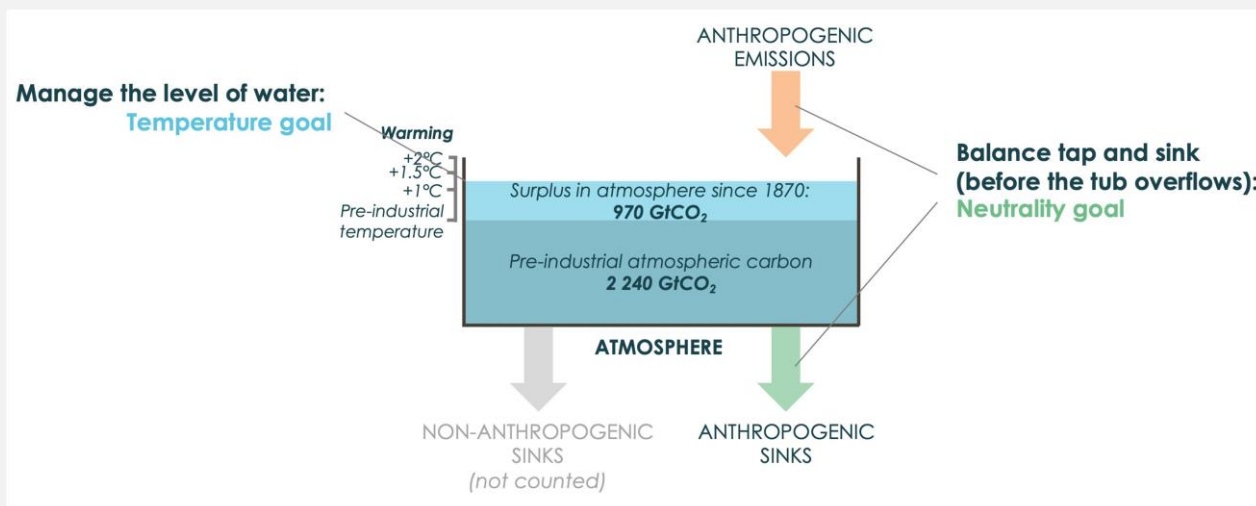 ANTHROPOGENIC
EMISSIONS
Manage the level of water:
Temperature goal
Warming
+2°C
+1.5°C
+1°C
Pre-industrial
temperature
Surplus in atmosphere since 1870:
970 GtCO₂
Pre-industrial atmospheric carbon
2 240 GtCO₂
Balance tap and sink
(before the tub overflows):
Neutrality goal
ATMOSPHERE
NON-ANTHROPOGENIC
SINKS
(not counted)
ANTHROPOGENIC
SINKS